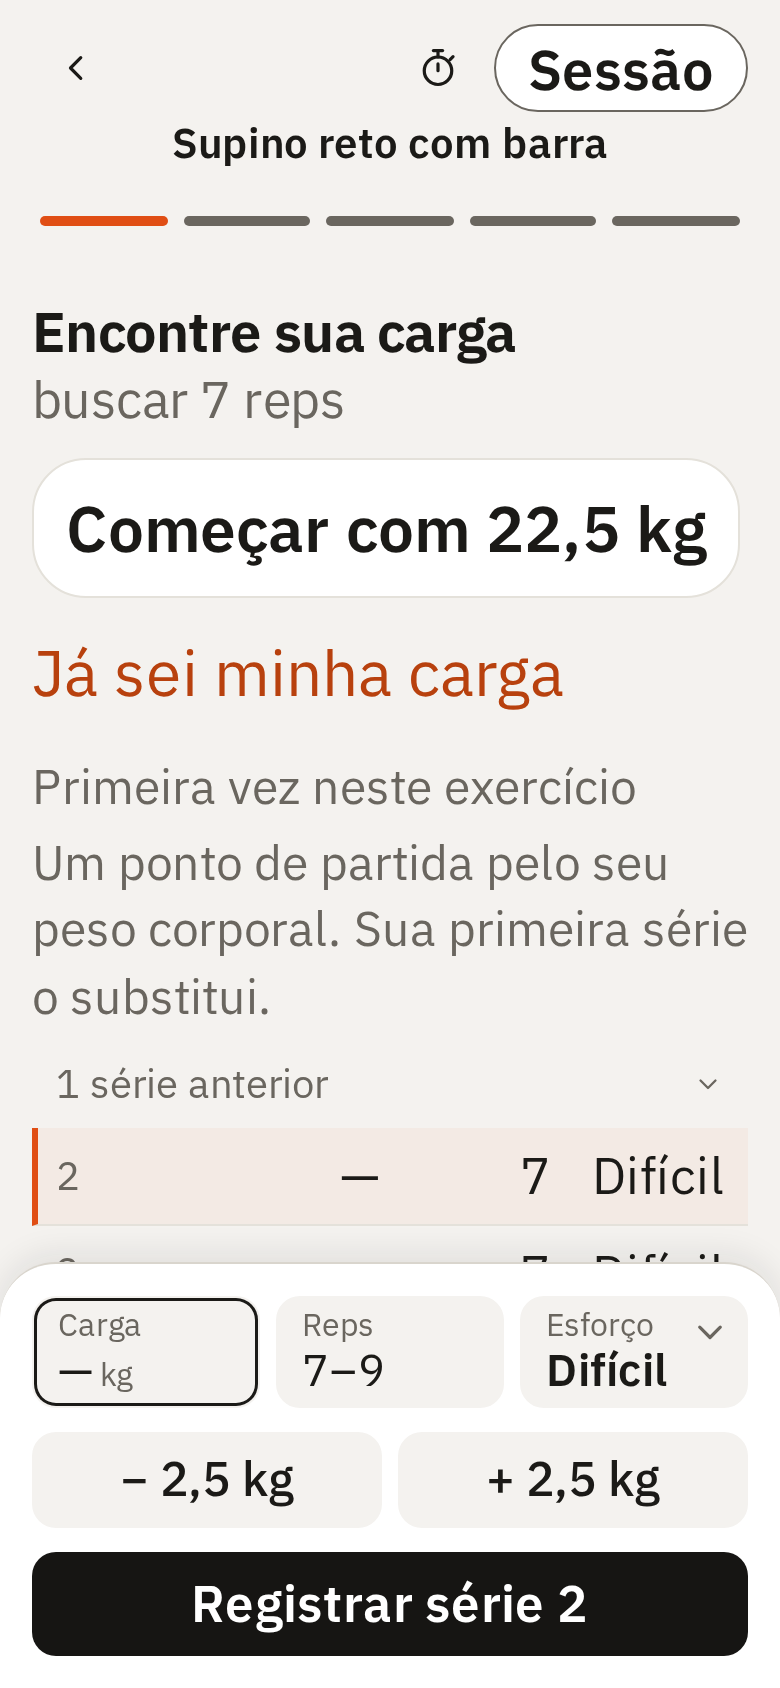 Sessão
Supino reto com barra
Encontre sua carga
buscar 7 reps
Começar com 22,5 kg
Já sei minha carga
Primeira vez neste exercício
Um ponto de partida pelo seu
peso corporal. Sua primeira série
o substitui.
1 série anterior
2 — 7 Difícil
7 Difícil
Carga Reps Esforço
— kg 7–9 Difícil
− 2,5 kg + 2,5 kg
Registrar série 2